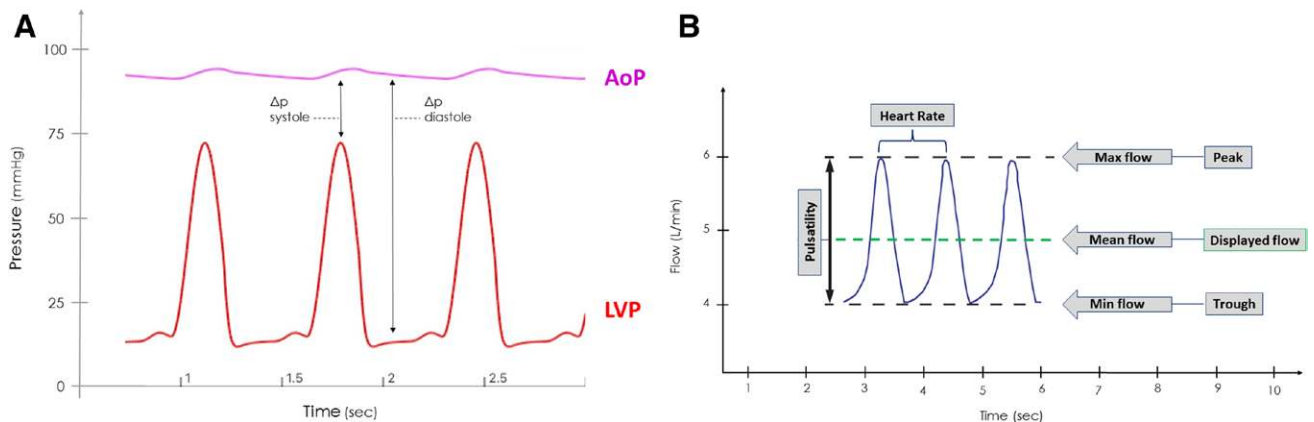 A
100
75
50
25
0
Pressure (mmHg)
AoP
Δp
systole
Δp
diastole
LVP
1
1.5
2
2.5
Time (sec)
B
Heart Rate
6
5
4
Flow (L/min)
Pulsatility
Max flow
Peak
Mean flow
Displayed flow
Min flow
Trough
1 2 3 4 5 6 7 8 9 10
Time (sec)